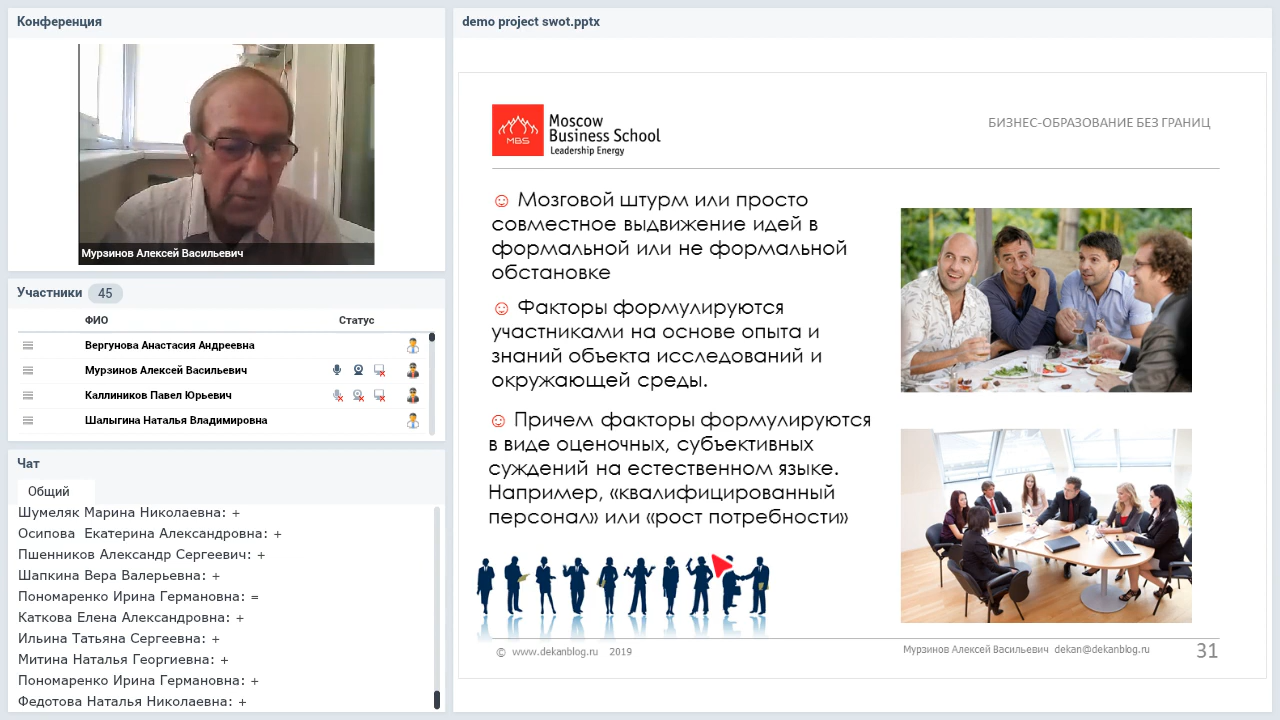 Конференция
Мурзинов Алексей Васильевич
Участники 45
ФИО Статус
Вергунова Анастасия Андреевна
Мурзинов Алексей Васильевич
Каллиников Павел Юрьевич
Шалыгина Наталья Владимировна
Чат
Общий
Шумеляк Марина Николаевна: +
Осипова Екатерина Александровна: +
Пшенников Александр Сергеевич: +
Шапкина Вера Валерьевна: +
Пономаренко Ирина Германовна: =
Каткова Елена Александровна: +
Ильина Татьяна Сергеевна: +
Митина Наталья Георгиевна: +
Пономаренко Ирина Германовна: +
Федотова Наталья Николаевна: +
demo project swot.pptx
MBS
Moscow
Business School
Leadership Energy
БИЗНЕС-ОБРАЗОВАНИЕ БЕЗ ГРАНИЦ
☺ Мозговой штурм или просто
совместное выдвижение идей в
формальной или не формальной
обстановке
☺ Факторы формулируются
участниками на основе опыта и
знаний объекта исследований и
окружающей среды.
☺ Причем факторы формулируются
в виде оценочных, субъективных
суждений на естественном языке.
Например, «квалифицированный
персонал» или «рост потребности»
© www.dekanblog.ru 2019
Мурзинов Алексей Васильевич dekan@dekanblog.ru
31